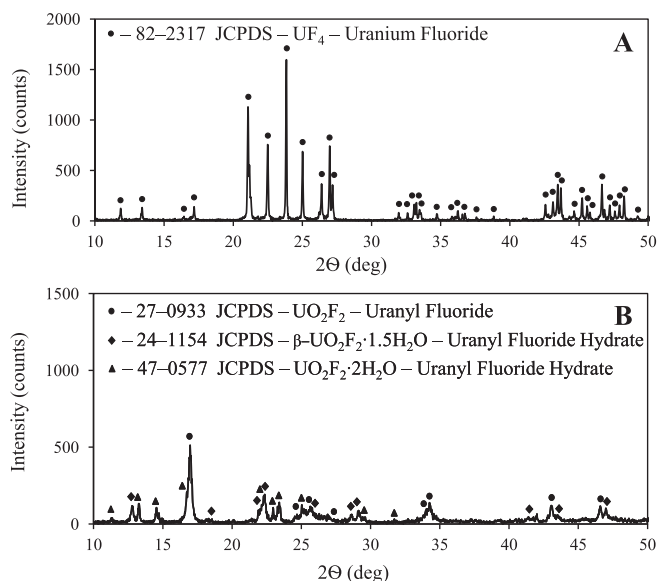 2000
1500
1000
500
0
Intensity (counts)
● – 82–2317 JCPDS – UF₄ – Uranium Fluoride
A
10 15 20 25 30 35 40 45 50
2Θ (deg)
1500
1000
500
0
Intensity (counts)
● – 27–0933 JCPDS – UO₂F₂ – Uranyl Fluoride
B
◆ – 24–1154 JCPDS – β–UO₂F₂·1.5H₂O – Uranyl Fluoride Hydrate
▲ – 47–0577 JCPDS – UO₂F₂·2H₂O – Uranyl Fluoride Hydrate
10 15 20 25 30 35 40 45 50
2Θ (deg)